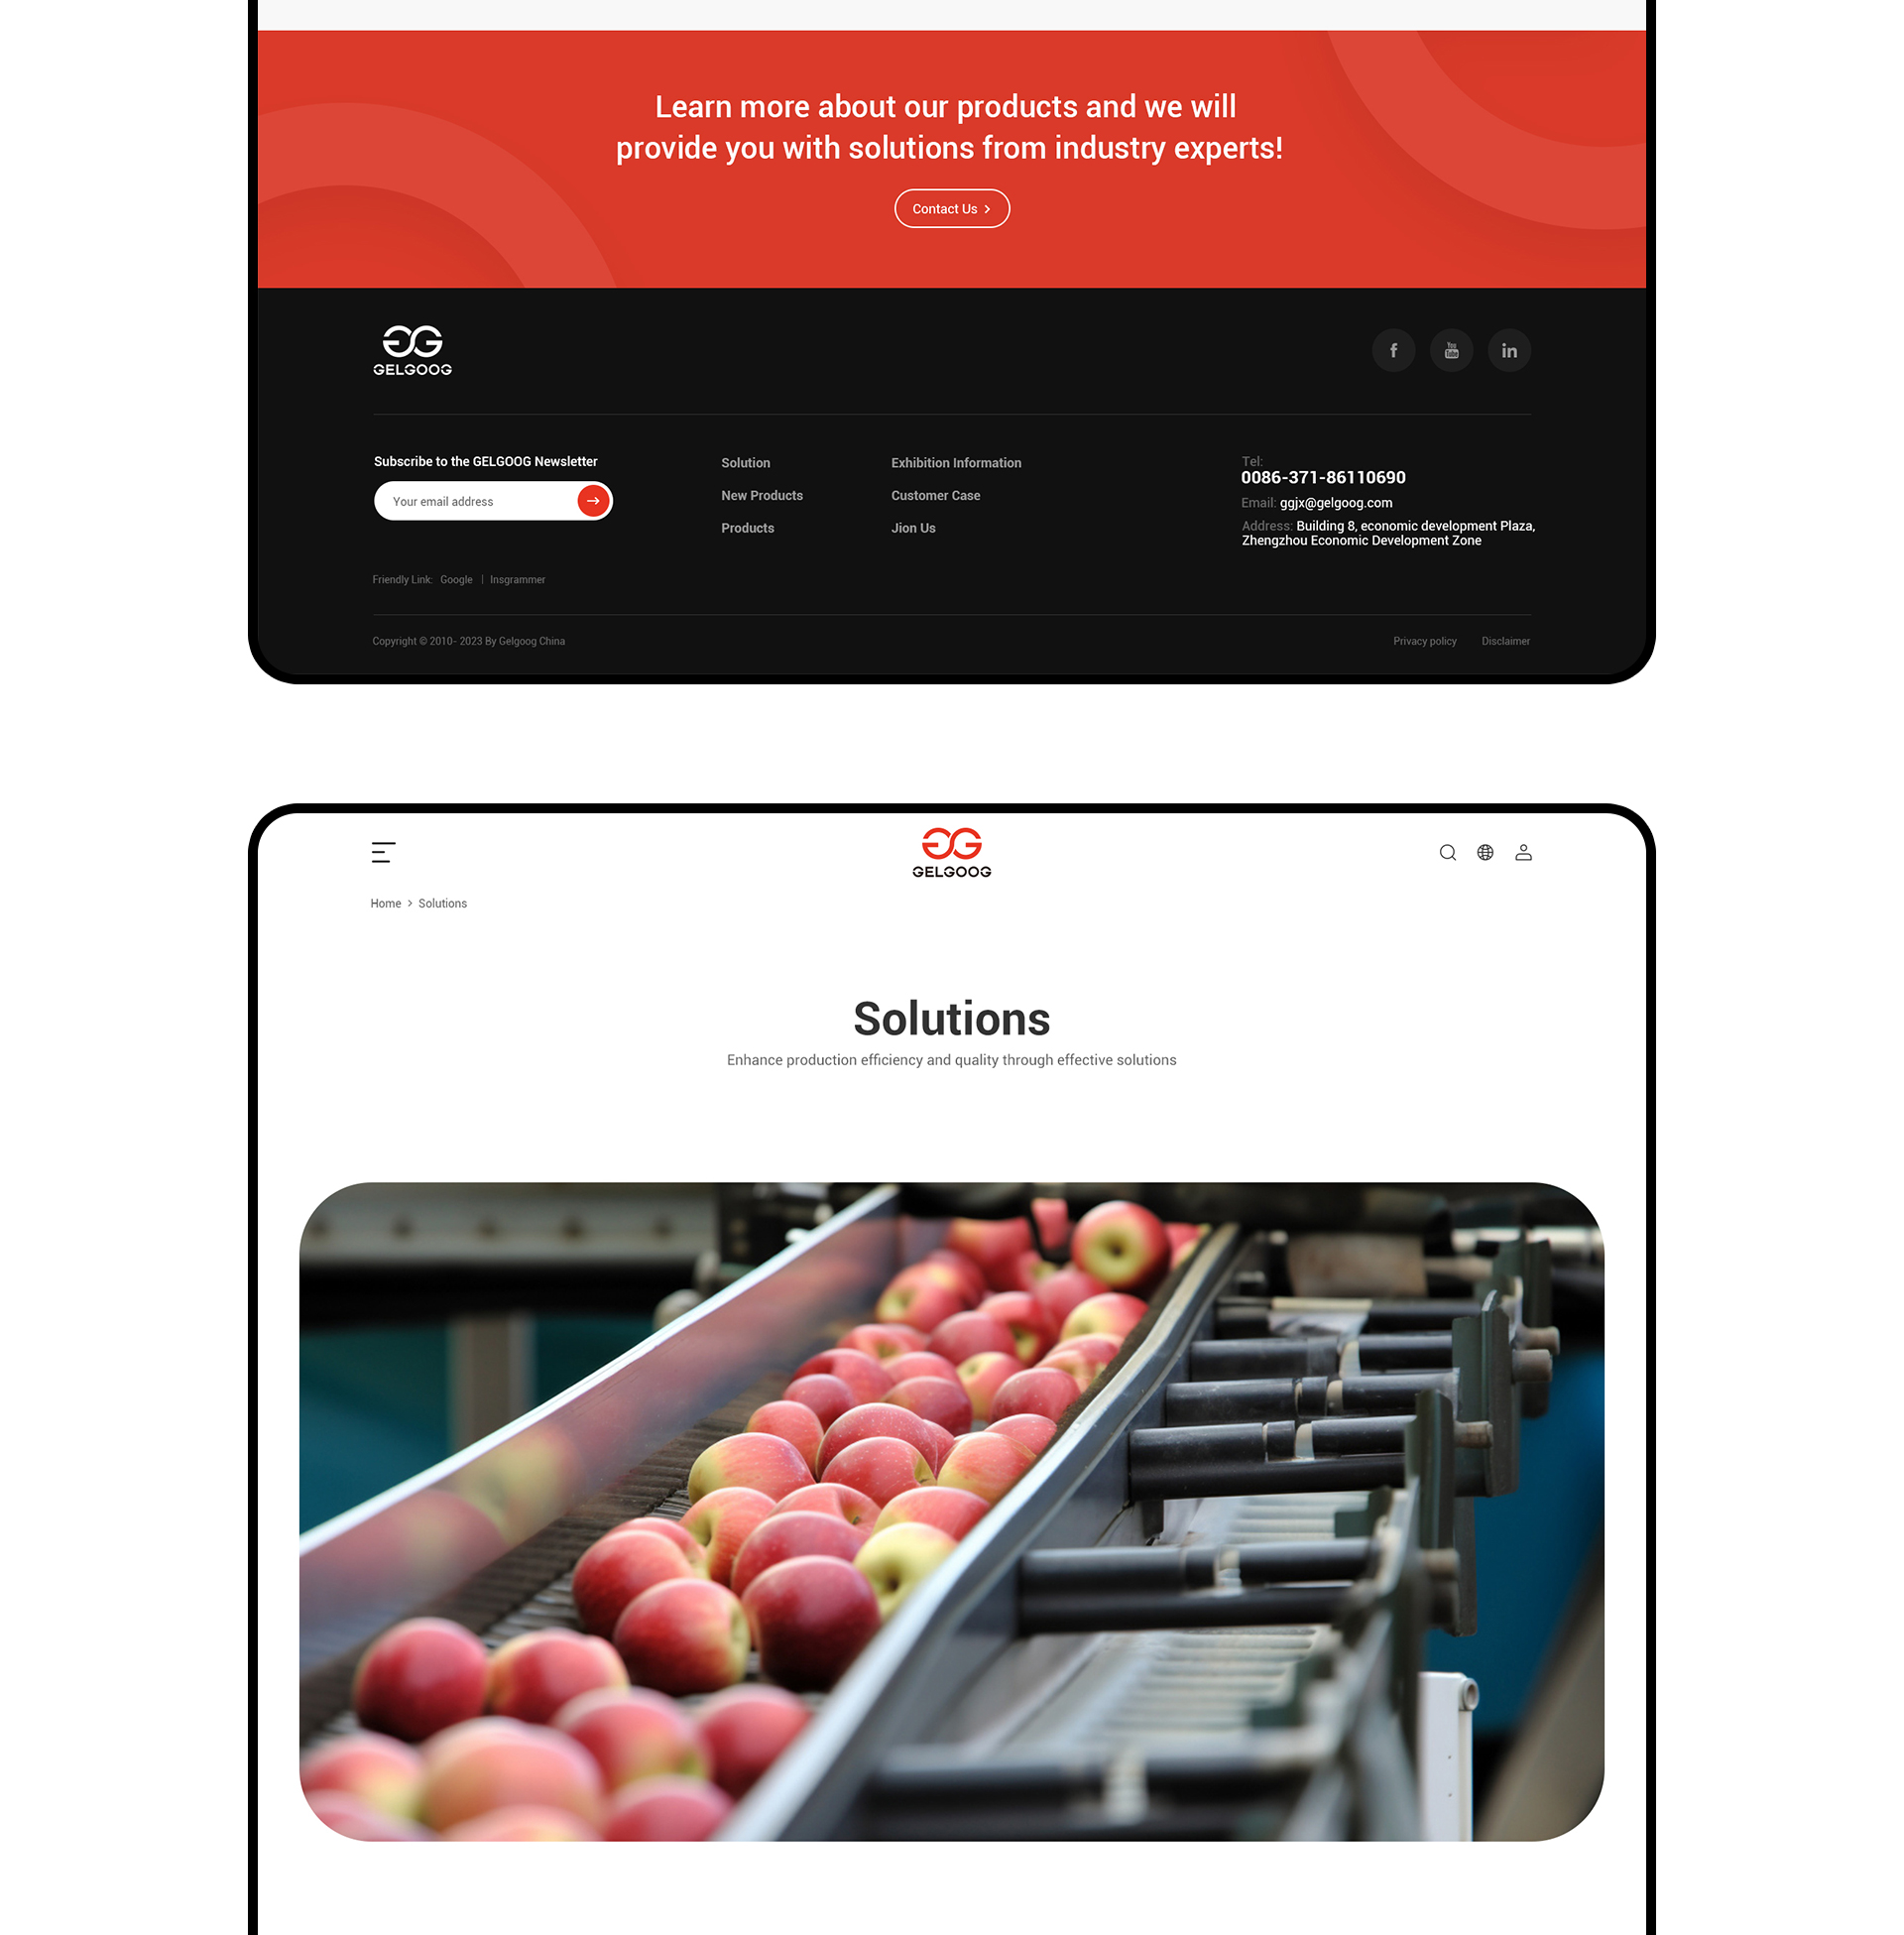 Learn more about our products and we will
provide you with solutions from industry experts!
Contact Us
GELGOOG
f
You Tube
in
Subscribe to the GELGOOG Newsletter
Your email address
Solution
New Products
Products
Exhibition Information
Customer Case
Jion Us
Tel:
0086-371-86110690
Email: ggjx@gelgoog.com
Address: Building 8, economic development Plaza,
Zhengzhou Economic Development Zone
Friendly Link: Google | Insgrammer
Copyright © 2010- 2023 By Gelgoog China
Privacy policy Disclaimer
GELGOOG
Home > Solutions
Solutions
Enhance production efficiency and quality through effective solutions